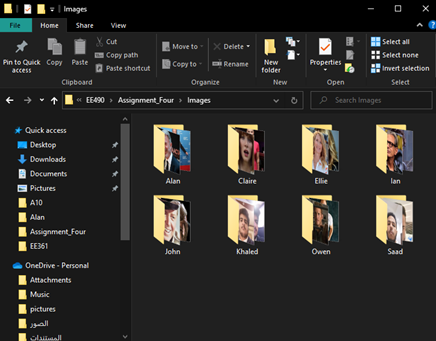 Images
File Home Share View
Pin to Quick access
Copy
Paste
Cut
Copy path
Paste shortcut
Clipboard
Move to
Copy to
Delete
Rename
Organize
New folder
New
Properties
Open
Select all
Select none
Invert selection
Select
« EE490 › Assignment_Four › Images
Search Images
Quick access
Desktop
Downloads
Documents
Pictures
A10
Alan
Assignment_Four
EE361
OneDrive - Personal
Attachments
Music
pictures
الصور
المستندات
Alan Claire Ellie Ian
John Khaled Owen Saad